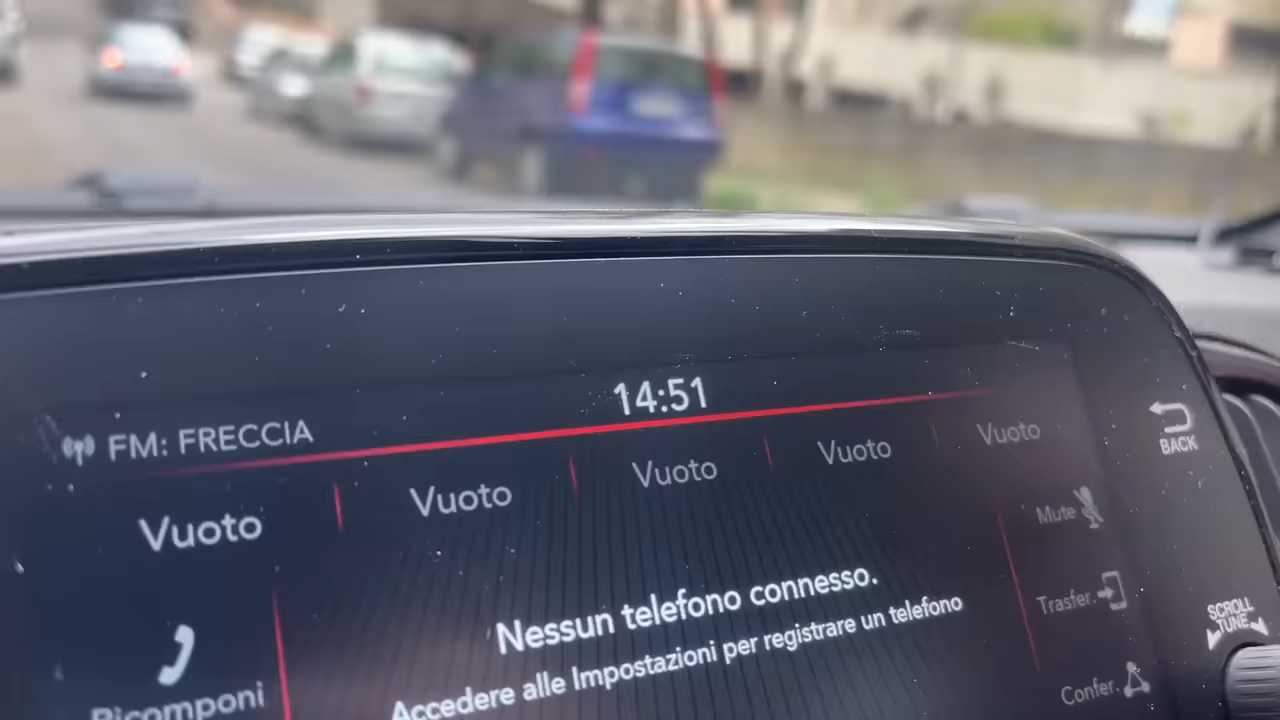 14:51
FM: FRECCIA
Vuoto
Vuoto
Vuoto
Vuoto
Vuoto
BACK
Mute
Nessun telefono connesso.
Trasfer.
Accedere alle Impostazioni per registrare un telefono
SCROLL
TUNE
Ricomponi
Confer.